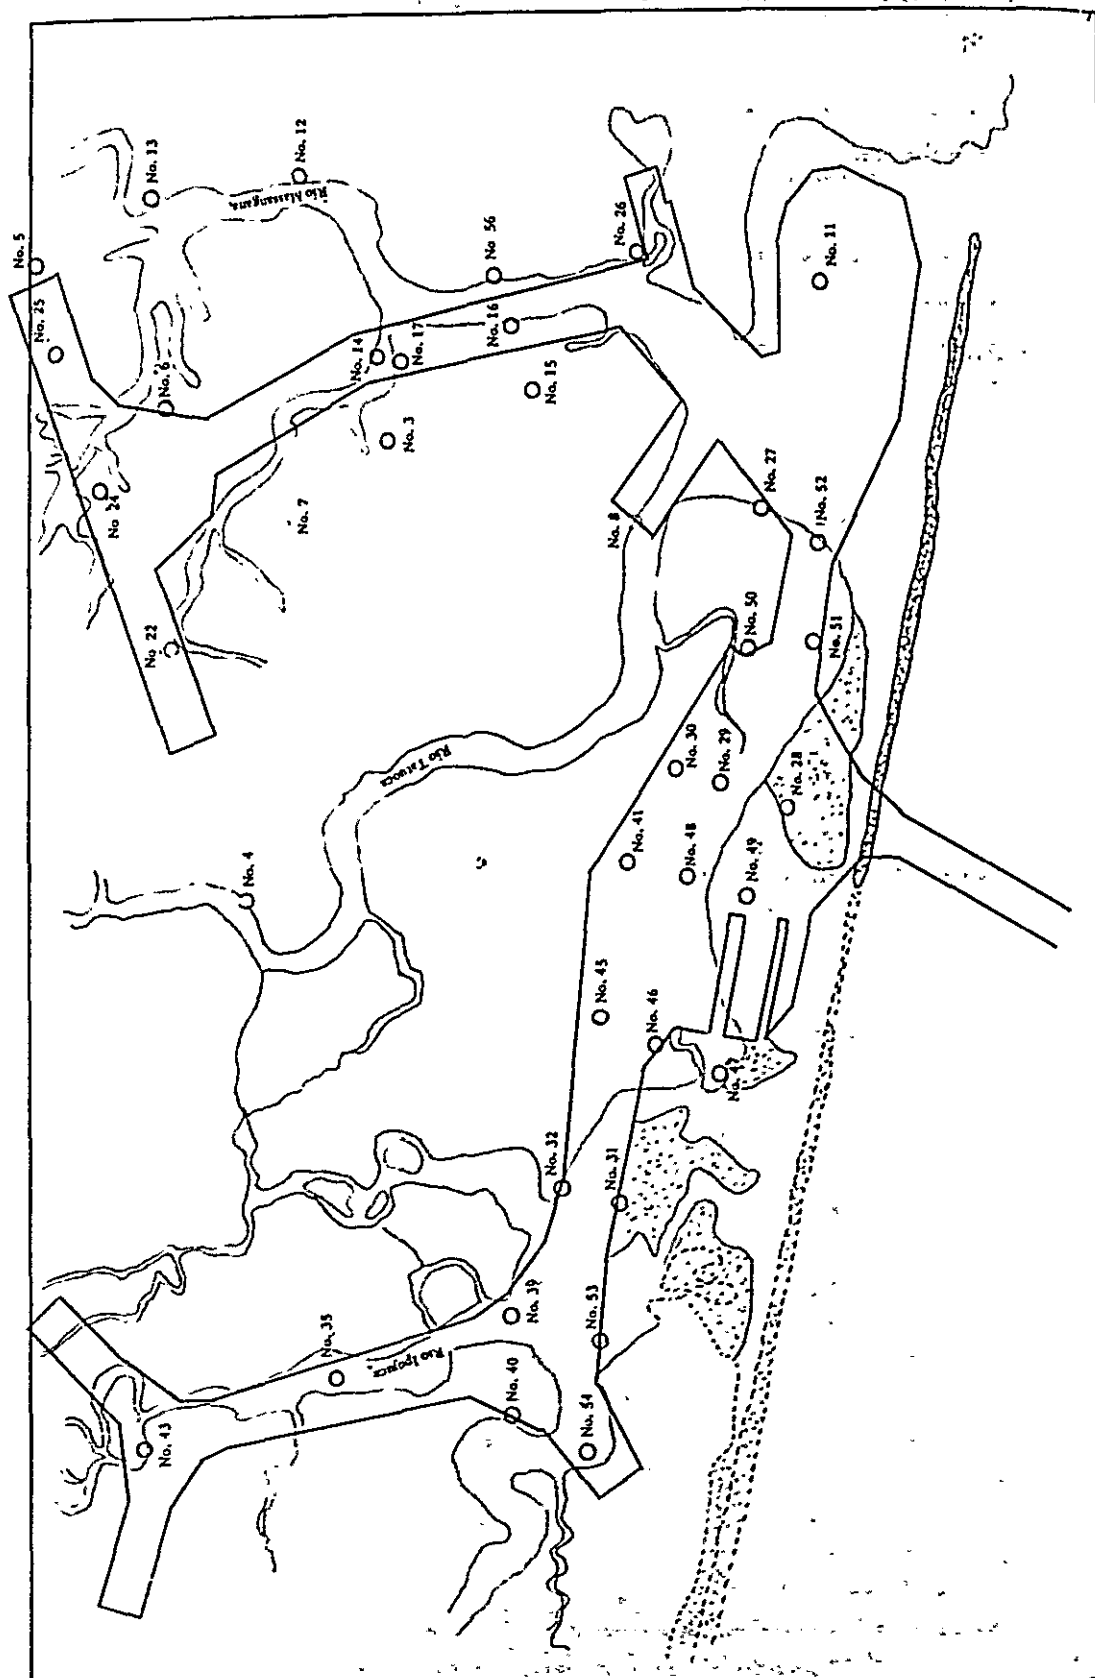 No. 5
No. 13
No. 12
Rio Massangana
No. 25
No. 6
No 24
No 22
No. 7
No. 3
No. 14
No. 17
No. 16
No 56
No. 15
No. 26
No. 11
No. 8
No. 27
No. 52
No. 50
No. 51
Rio Tatuoca
No. 4
No. 30
No. 29
No. 28
No. 41
No. 48
No. 49
No. 45
No. 46
No. 32
No. 31
No. 39
No. 53
No. 35
Rio Ipojuca
No. 40
No. 54
No. 43